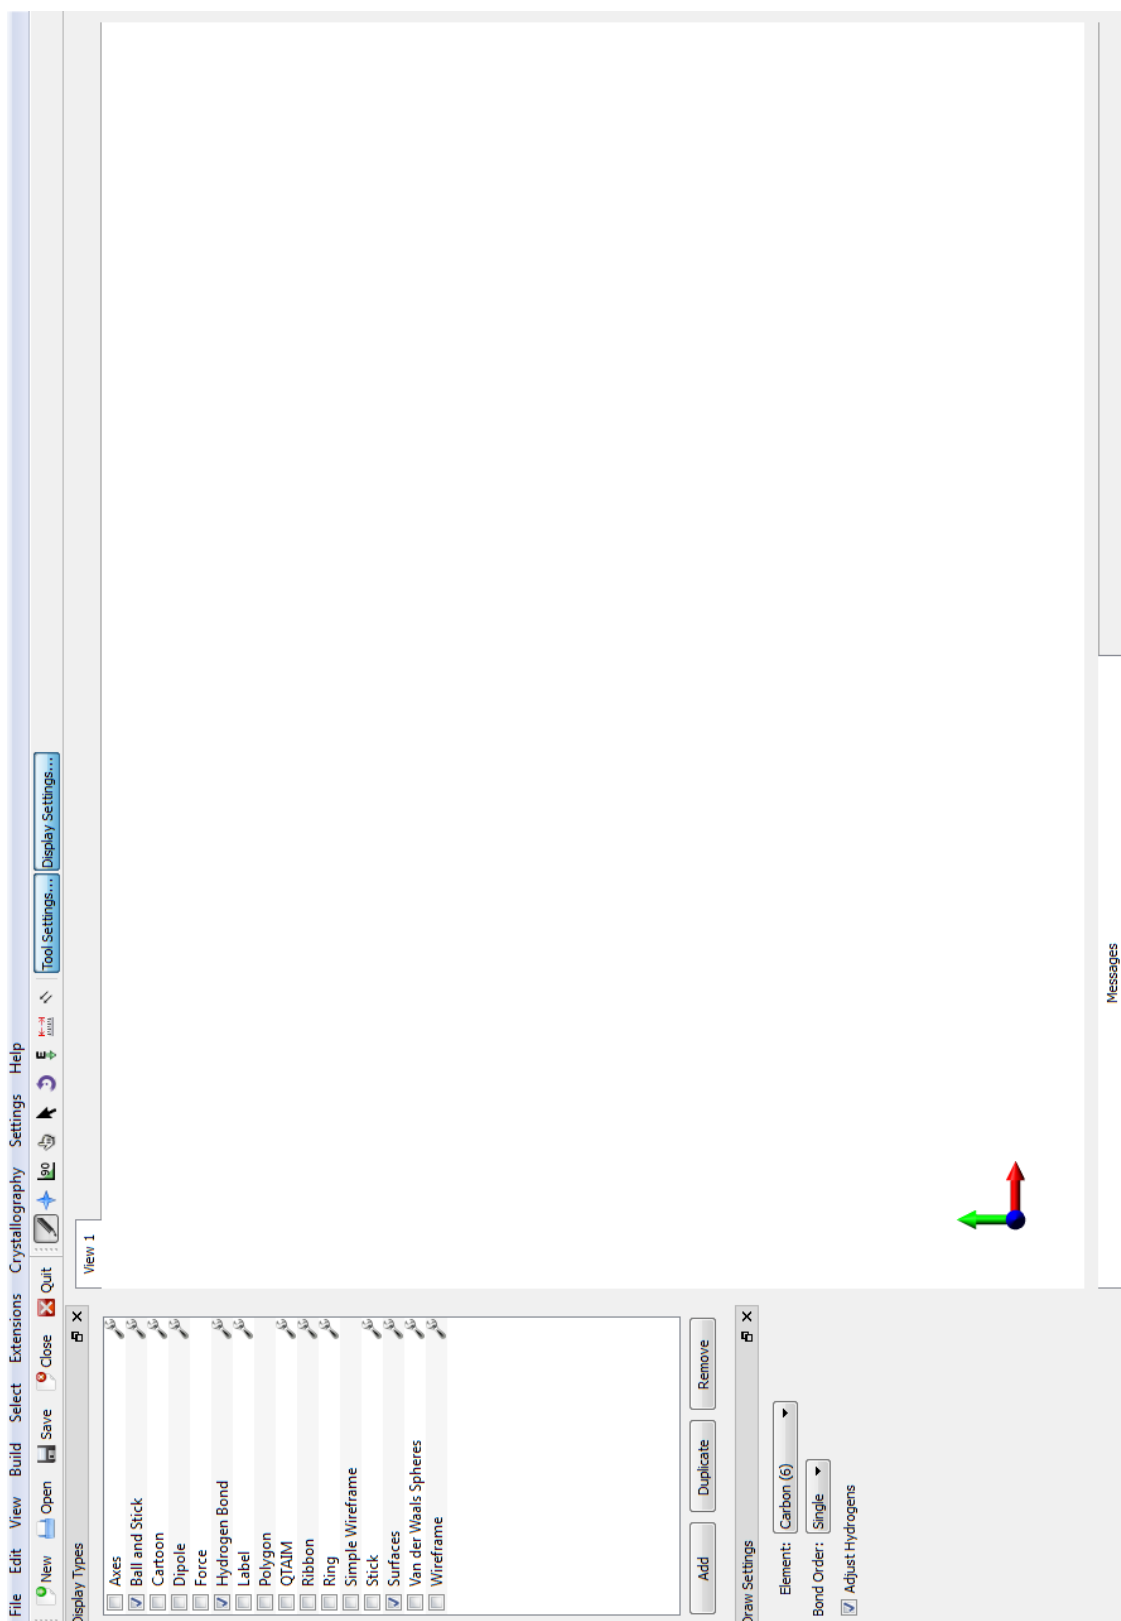 File Edit View Build Select Extensions Crystallography Settings Help
New Open Save Close Quit 90 E H-H Tool Settings... Display Settings...
Display Types
View 1
Axes
Ball and Stick
Cartoon
Dipole
Force
Hydrogen Bond
Label
Polygon
QTAIM
Ribbon
Ring
Simple Wireframe
Stick
Surfaces
Van der Waals Spheres
Wireframe
Add Duplicate Remove
Draw Settings
Element: Carbon (6)
Bond Order: Single
Adjust Hydrogens
Messages